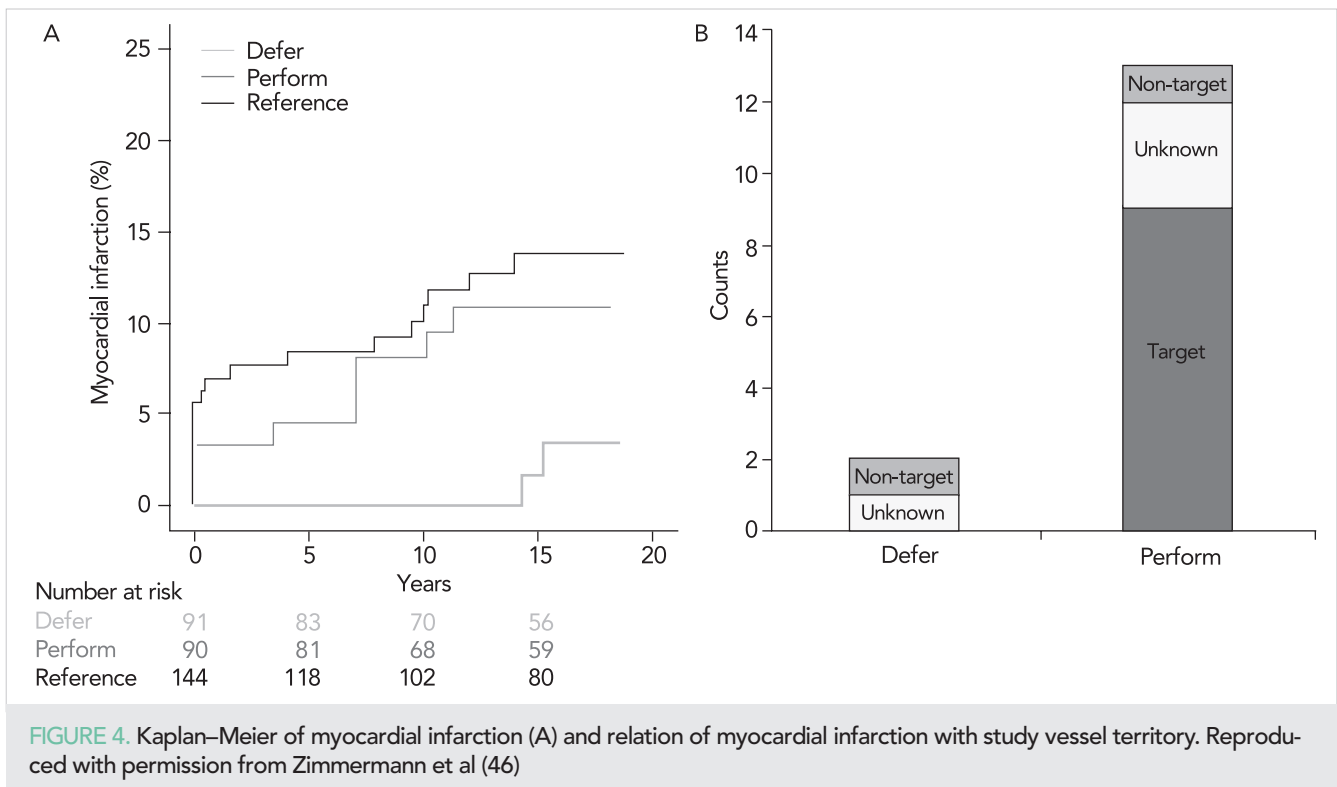 A
25
20
15
10
5
0
Myocardial infarction (%)
Defer
Perform
Reference
0 5 10 15 20
Years
Number at risk
Defer 91 83 70 56
Perform 90 81 68 59
Reference 144 118 102 80
B
14
12
10
8
6
4
2
0
Counts
Non-target
Unknown
Non-target
Unknown
Target
Defer Perform
FIGURE 4. Kaplan–Meier of myocardial infarction (A) and relation of myocardial infarction with study vessel territory. Reprodu-
ced with permission from Zimmermann et al (46)